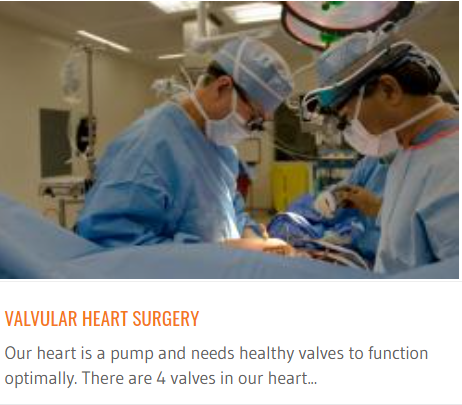 VALVULAR HEART SURGERY
Our heart is a pump and needs healthy valves to function
optimally. There are 4 valves in our heart...